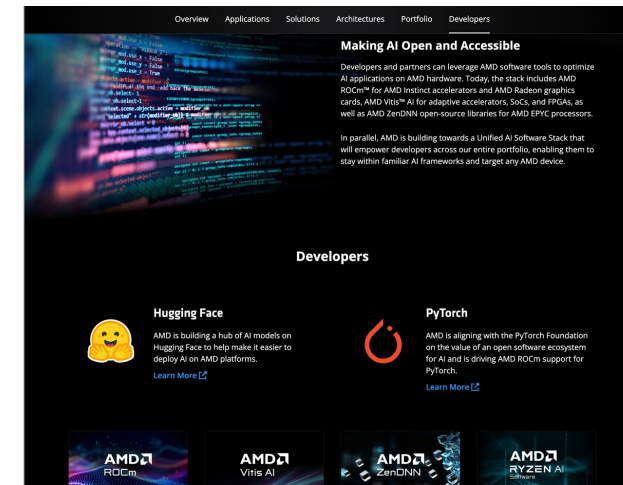 Overview Applications Solutions Architectures Portfolio Developers
Making AI Open and Accessible
Developers and partners can leverage AMD software tools to optimize
AI applications on AMD hardware. Today, the stack includes AMD
ROCm™ for AMD Instinct accelerators and AMD Radeon graphics
cards, AMD Vitis™ AI for adaptive accelerators, SoCs, and FPGAs, as
well as AMD ZenDNN open-source libraries for AMD EPYC processors.
In parallel, AMD is building towards a Unified AI Software Stack that
will empower developers across our entire portfolio, enabling them to
stay within familiar AI frameworks and target any AMD device.
Developers
Hugging Face
AMD is building a hub of AI models on
Hugging Face to help make it easier to
deploy AI on AMD platforms.
Learn More
PyTorch
AMD is aligning with the PyTorch Foundation
on the value of an open software ecosystem
for AI and is driving AMD ROCm support for
PyTorch.
Learn More
AMD
ROCm
AMD
Vitis AI
AMD
ZenDNN
AMD
RYZEN AI
Software